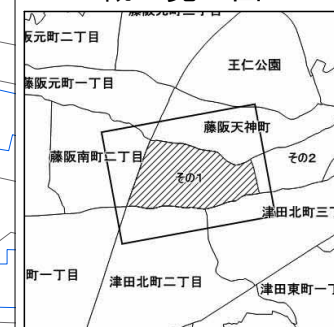 藤阪元町三丁目
阪元町二丁目
王仁公園
藤阪元町一丁目
藤阪天神町
藤阪南町二丁目
その2
その1
津田北町三丁
町一丁目
津田北町二丁目
津田東町一丁